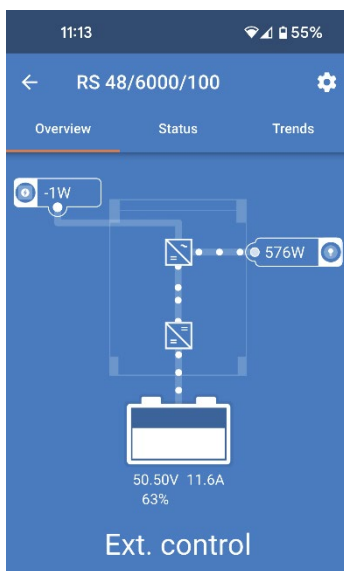 11:13 55%
RS 48/6000/100
Overview Status Trends
-1W
576W
50.50V 11.6A
63%
Ext. control